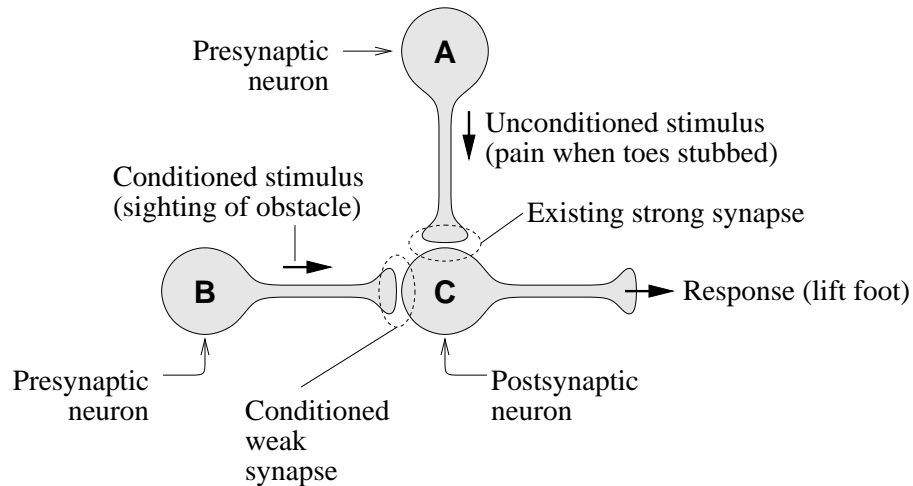 Presynaptic
neuron
A
Unconditioned stimulus
(pain when toes stubbed)
Conditioned stimulus
(sighting of obstacle)
Existing strong synapse
B
C
Response (lift foot)
Presynaptic
neuron
Conditioned
weak
synapse
Postsynaptic
neuron